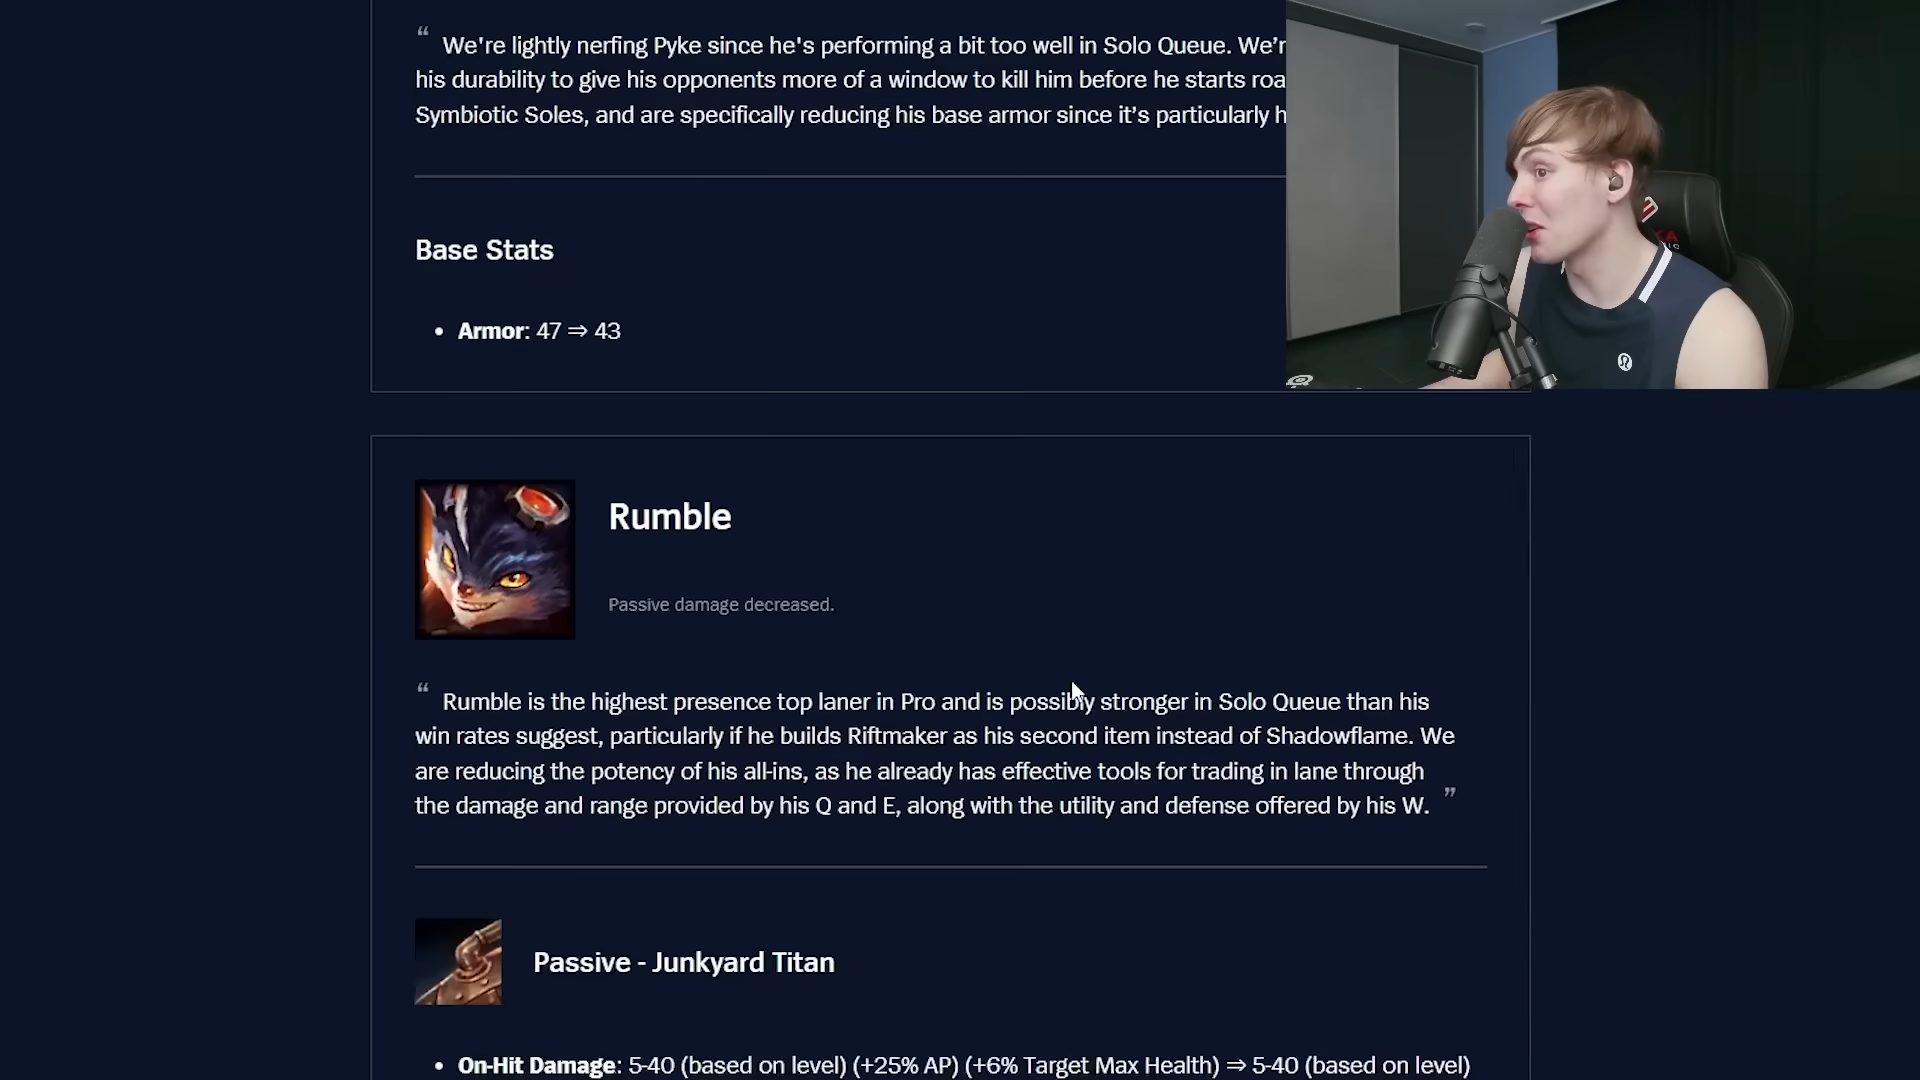 “ We're lightly nerfing Pyke since he's performing a bit too well in Solo Queue. We’r
his durability to give his opponents more of a window to kill him before he starts roa
Symbiotic Soles, and are specifically reducing his base armor since it’s particularly h
Base Stats
• Armor: 47 ⇒ 43
Rumble
Passive damage decreased.
“ Rumble is the highest presence top laner in Pro and is possibly stronger in Solo Queue than his
win rates suggest, particularly if he builds Riftmaker as his second item instead of Shadowflame. We
are reducing the potency of his all-ins, as he already has effective tools for trading in lane through
the damage and range provided by his Q and E, along with the utility and defense offered by his W. ”
Passive - Junkyard Titan
• On-Hit Damage: 5-40 (based on level) (+25% AP) (+6% Target Max Health) ⇒ 5-40 (based on level)